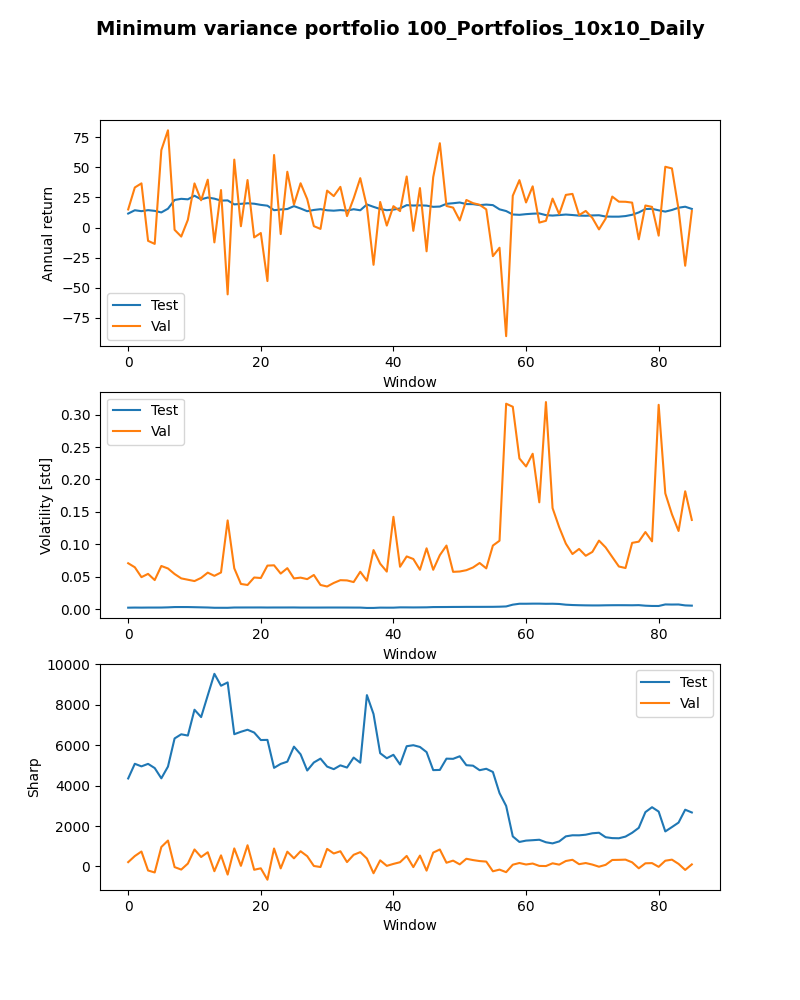 Minimum variance portfolio 100_Portfolios_10x10_Daily
75
50
25
0
−25
−50
−75
Annual return
Test
Val
0 20 40 60 80
Window
0.30
0.25
0.20
0.15
0.10
0.05
0.00
Volatility [std]
Test
Val
0 20 40 60 80
Window
10000
8000
6000
4000
2000
0
Sharp
Test
Val
0 20 40 60 80
Window